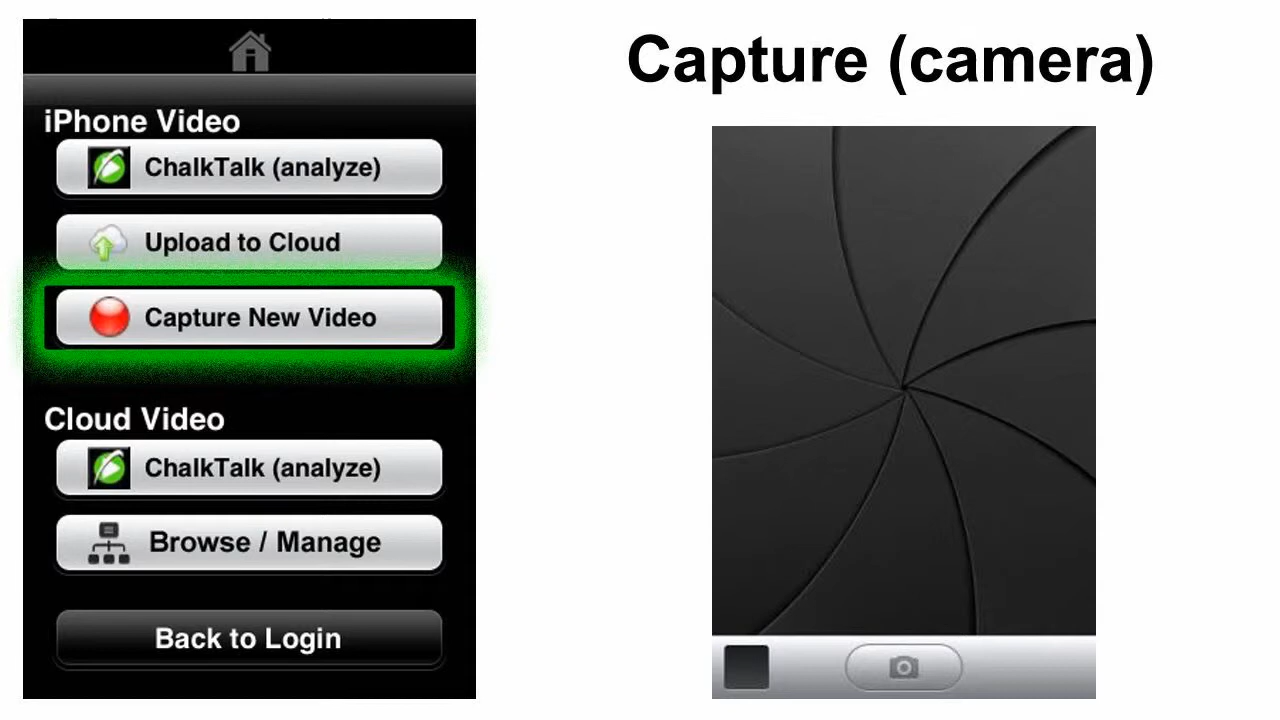 iPhone Video
ChalkTalk (analyze)
Upload to Cloud
Capture New Video
Cloud Video
ChalkTalk (analyze)
Browse / Manage
Back to Login
Capture (camera)